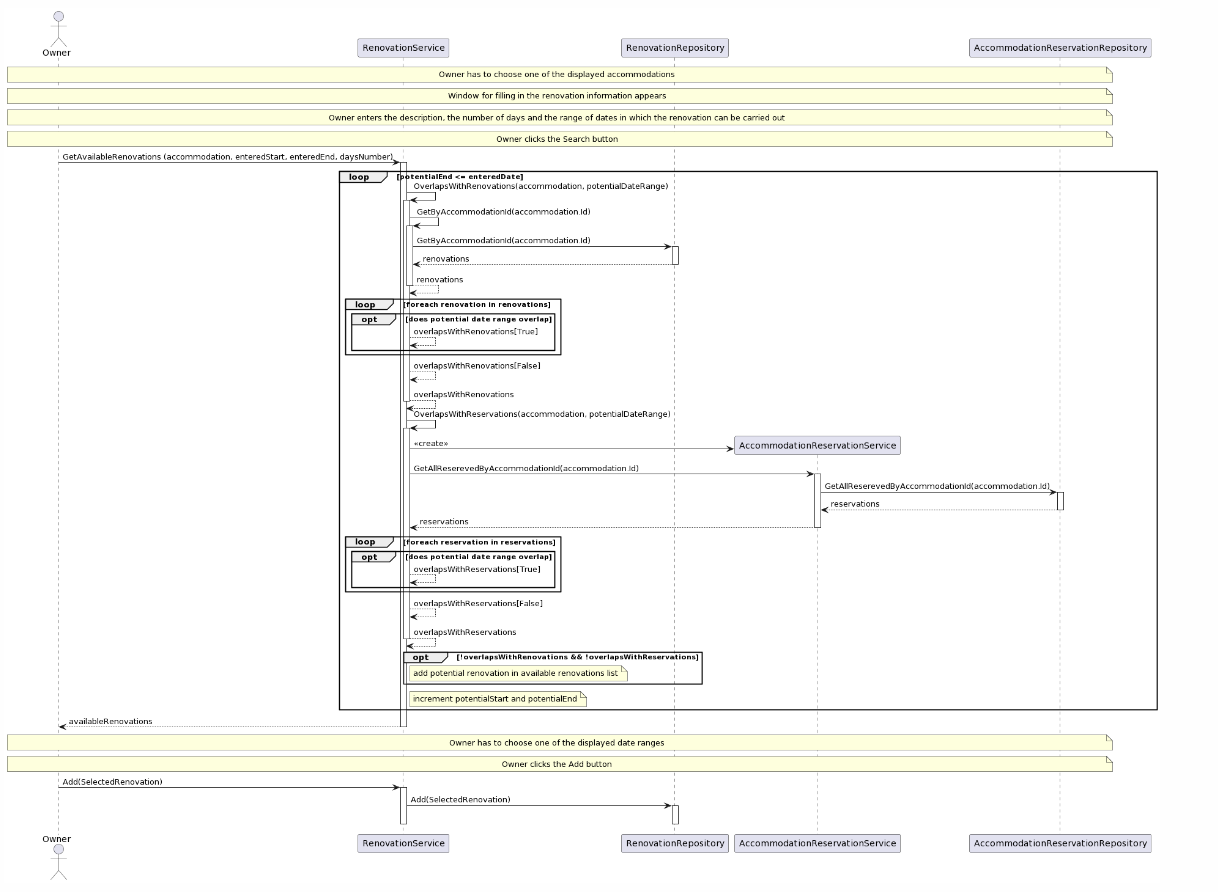 Owner
RenovationService
RenovationRepository
AccommodationReservationRepository
Owner has to choose one of the displayed accommodations
Window for filling in the renovation information appears
Owner enters the description, the number of days and the range of dates in which the renovation can be carried out
Owner clicks the Search button
GetAvailableRenovations (accommodation, enteredStart, enteredEnd, daysNumber)
loop [potentialEnd <= enteredDate]
OverlapsWithRenovations(accommodation, potentialDateRange)
GetByAccommodationId(accommodation.Id)
GetByAccommodationId(accommodation.Id)
renovations
renovations
loop [foreach renovation in renovations]
opt [does potential date range overlap]
overlapsWithRenovations[True]
overlapsWithRenovations[False]
overlapsWithRenovations
OverlapsWithReservations(accommodation, potentialDateRange)
«create»
AccommodationReservationService
GetAllReserevedByAccommodationId(accommodation.Id)
GetAllReserevedByAccommodationId(accommodation.Id)
reservations
reservations
loop [foreach reservation in reservations]
opt [does potential date range overlap]
overlapsWithReservations[True]
overlapsWithReservations[False]
overlapsWithReservations
opt [!overlapsWithRenovations && !overlapsWithReservations]
add potential renovation in available renovations list
increment potentialStart and potentialEnd
availableRenovations
Owner has to choose one of the displayed date ranges
Owner clicks the Add button
Add(SelectedRenovation)
Add(SelectedRenovation)
Owner
RenovationService
RenovationRepository
AccommodationReservationService
AccommodationReservationRepository